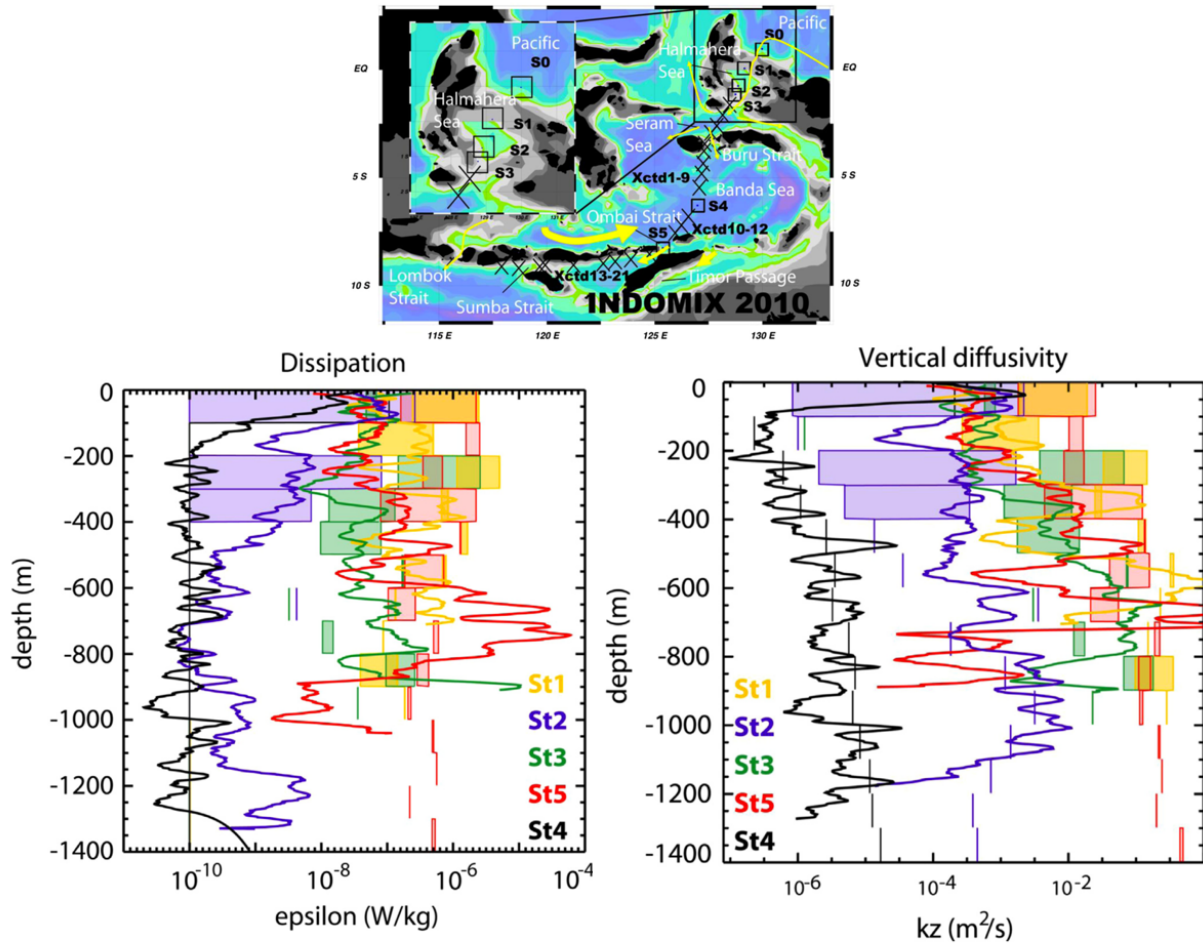 Pacific
S0
Halmahera
Sea
S1
S2
S3
Pacific
S0
Halmahera
Sea
S1
S2
S3
Seram
Sea
Buru Strait
Xctd1-9
Banda Sea
S4
Ombai Strait
S5
Xctd10-12
Xctd13-21
Lombok
Strait
Timor Passage
Sumba Strait
INDOMIX 2010
EQ
5 S
10 S
EQ
5 S
10 S
115 E
120 E
125 E
130 E
Dissipation
0
-200
-400
-600
-800
-1000
-1200
-1400
depth (m)
St1
St2
St3
St5
St4
10-10
10-8
10-6
10-4
epsilon (W/kg)
Vertical diffusivity
0
-200
-400
-600
-800
-1000
-1200
-1400
depth (m)
St1
St2
St3
St5
St4
10-6
10-4
10-2
kz (m2/s)